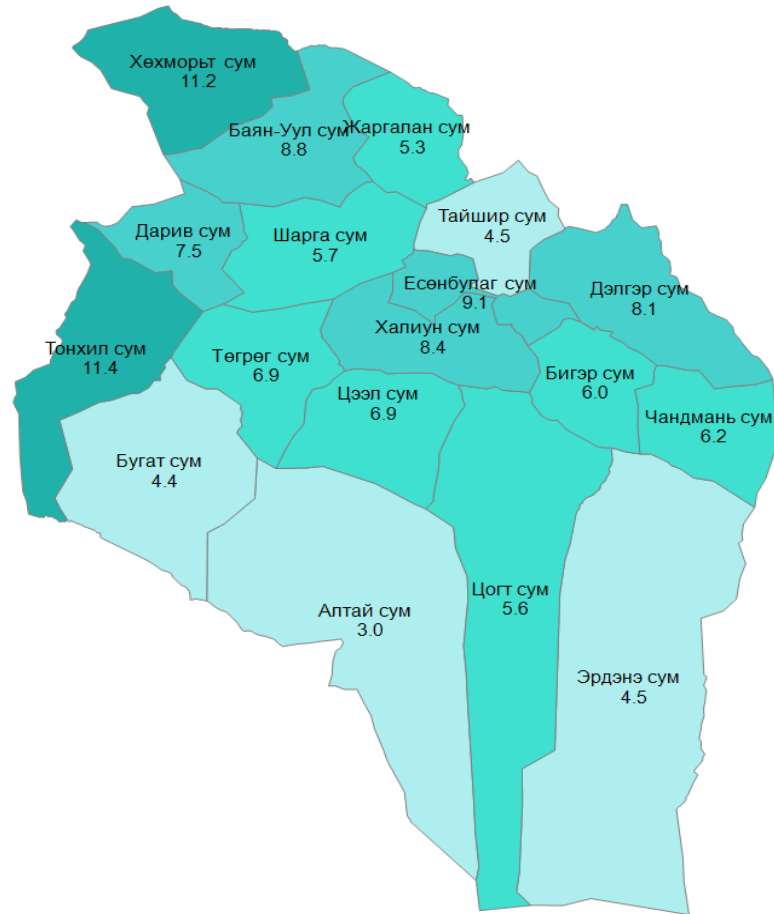 Хөхморьт сум
11.2
Баян-Уул сум
8.8
Жаргалан сум
5.3
Тайшир сум
4.5
Дарив сум
7.5
Шарга сум
5.7
Есөнбулаг сум
9.1
Дэлгэр сум
8.1
Халиун сум
8.4
Тонхил сум
11.4
Төгрөг сум
6.9
Цээл сум
6.9
Бигэр сум
6.0
Чандмань сум
6.2
Бугат сум
4.4
Алтай сум
3.0
Цогт сум
5.6
Эрдэнэ сум
4.5